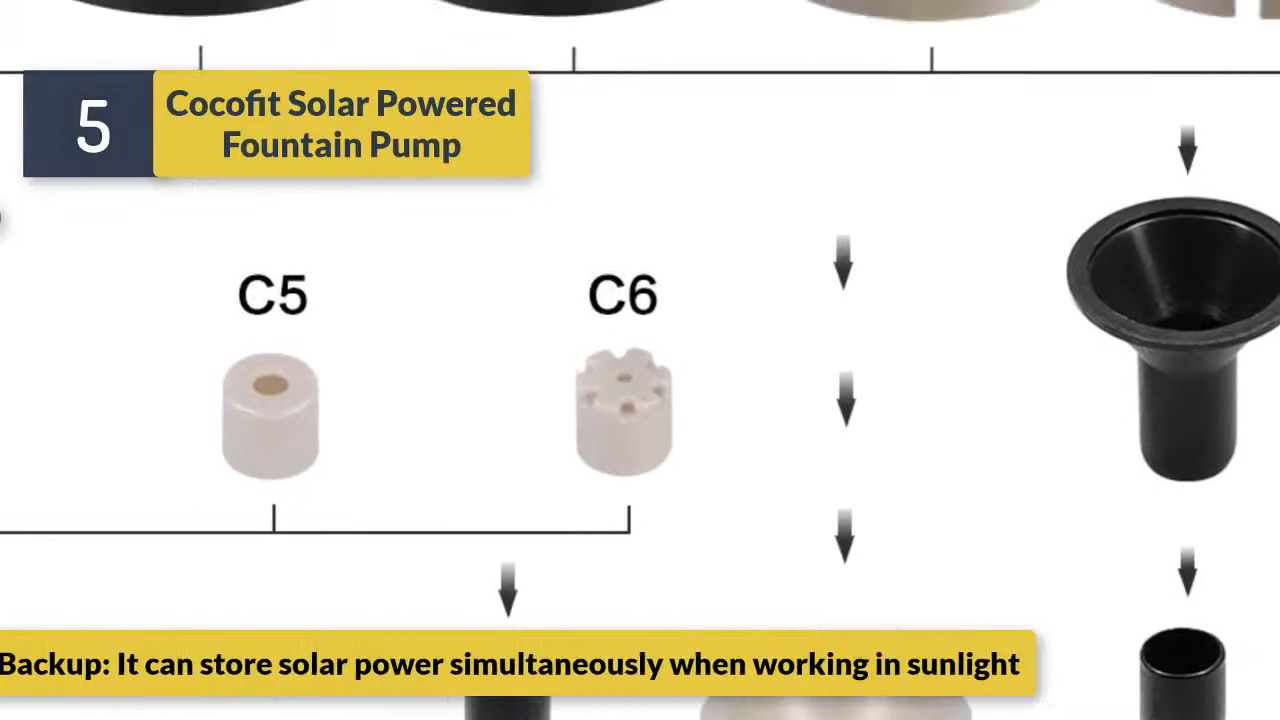 5
Cocofit Solar Powered
Fountain Pump
C5
C6
Backup: It can store solar power simultaneously when working in sunlight